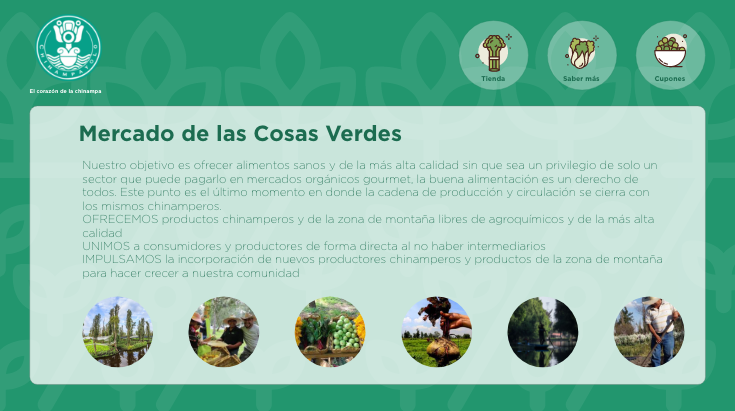 CHINAMPAYOLO
El corazón de la chinampa
Tienda
Saber más
Cupones
Mercado de las Cosas Verdes
Nuestro objetivo es ofrecer alimentos sanos y de la más alta calidad sin que sea un privilegio de solo un
sector que puede pagarlo en mercados orgánicos gourmet, la buena alimentación es un derecho de
todos. Este punto es el último momento en donde la cadena de producción y circulación se cierra con
los mismos chinamperos.
OFRECEMOS productos chinamperos y de la zona de montaña libres de agroquímicos y de la más alta
calidad
UNIMOS a consumidores y productores de forma directa al no haber intermediarios
IMPULSAMOS la incorporación de nuevos productores chinamperos y productos de la zona de montaña
para hacer crecer a nuestra comunidad